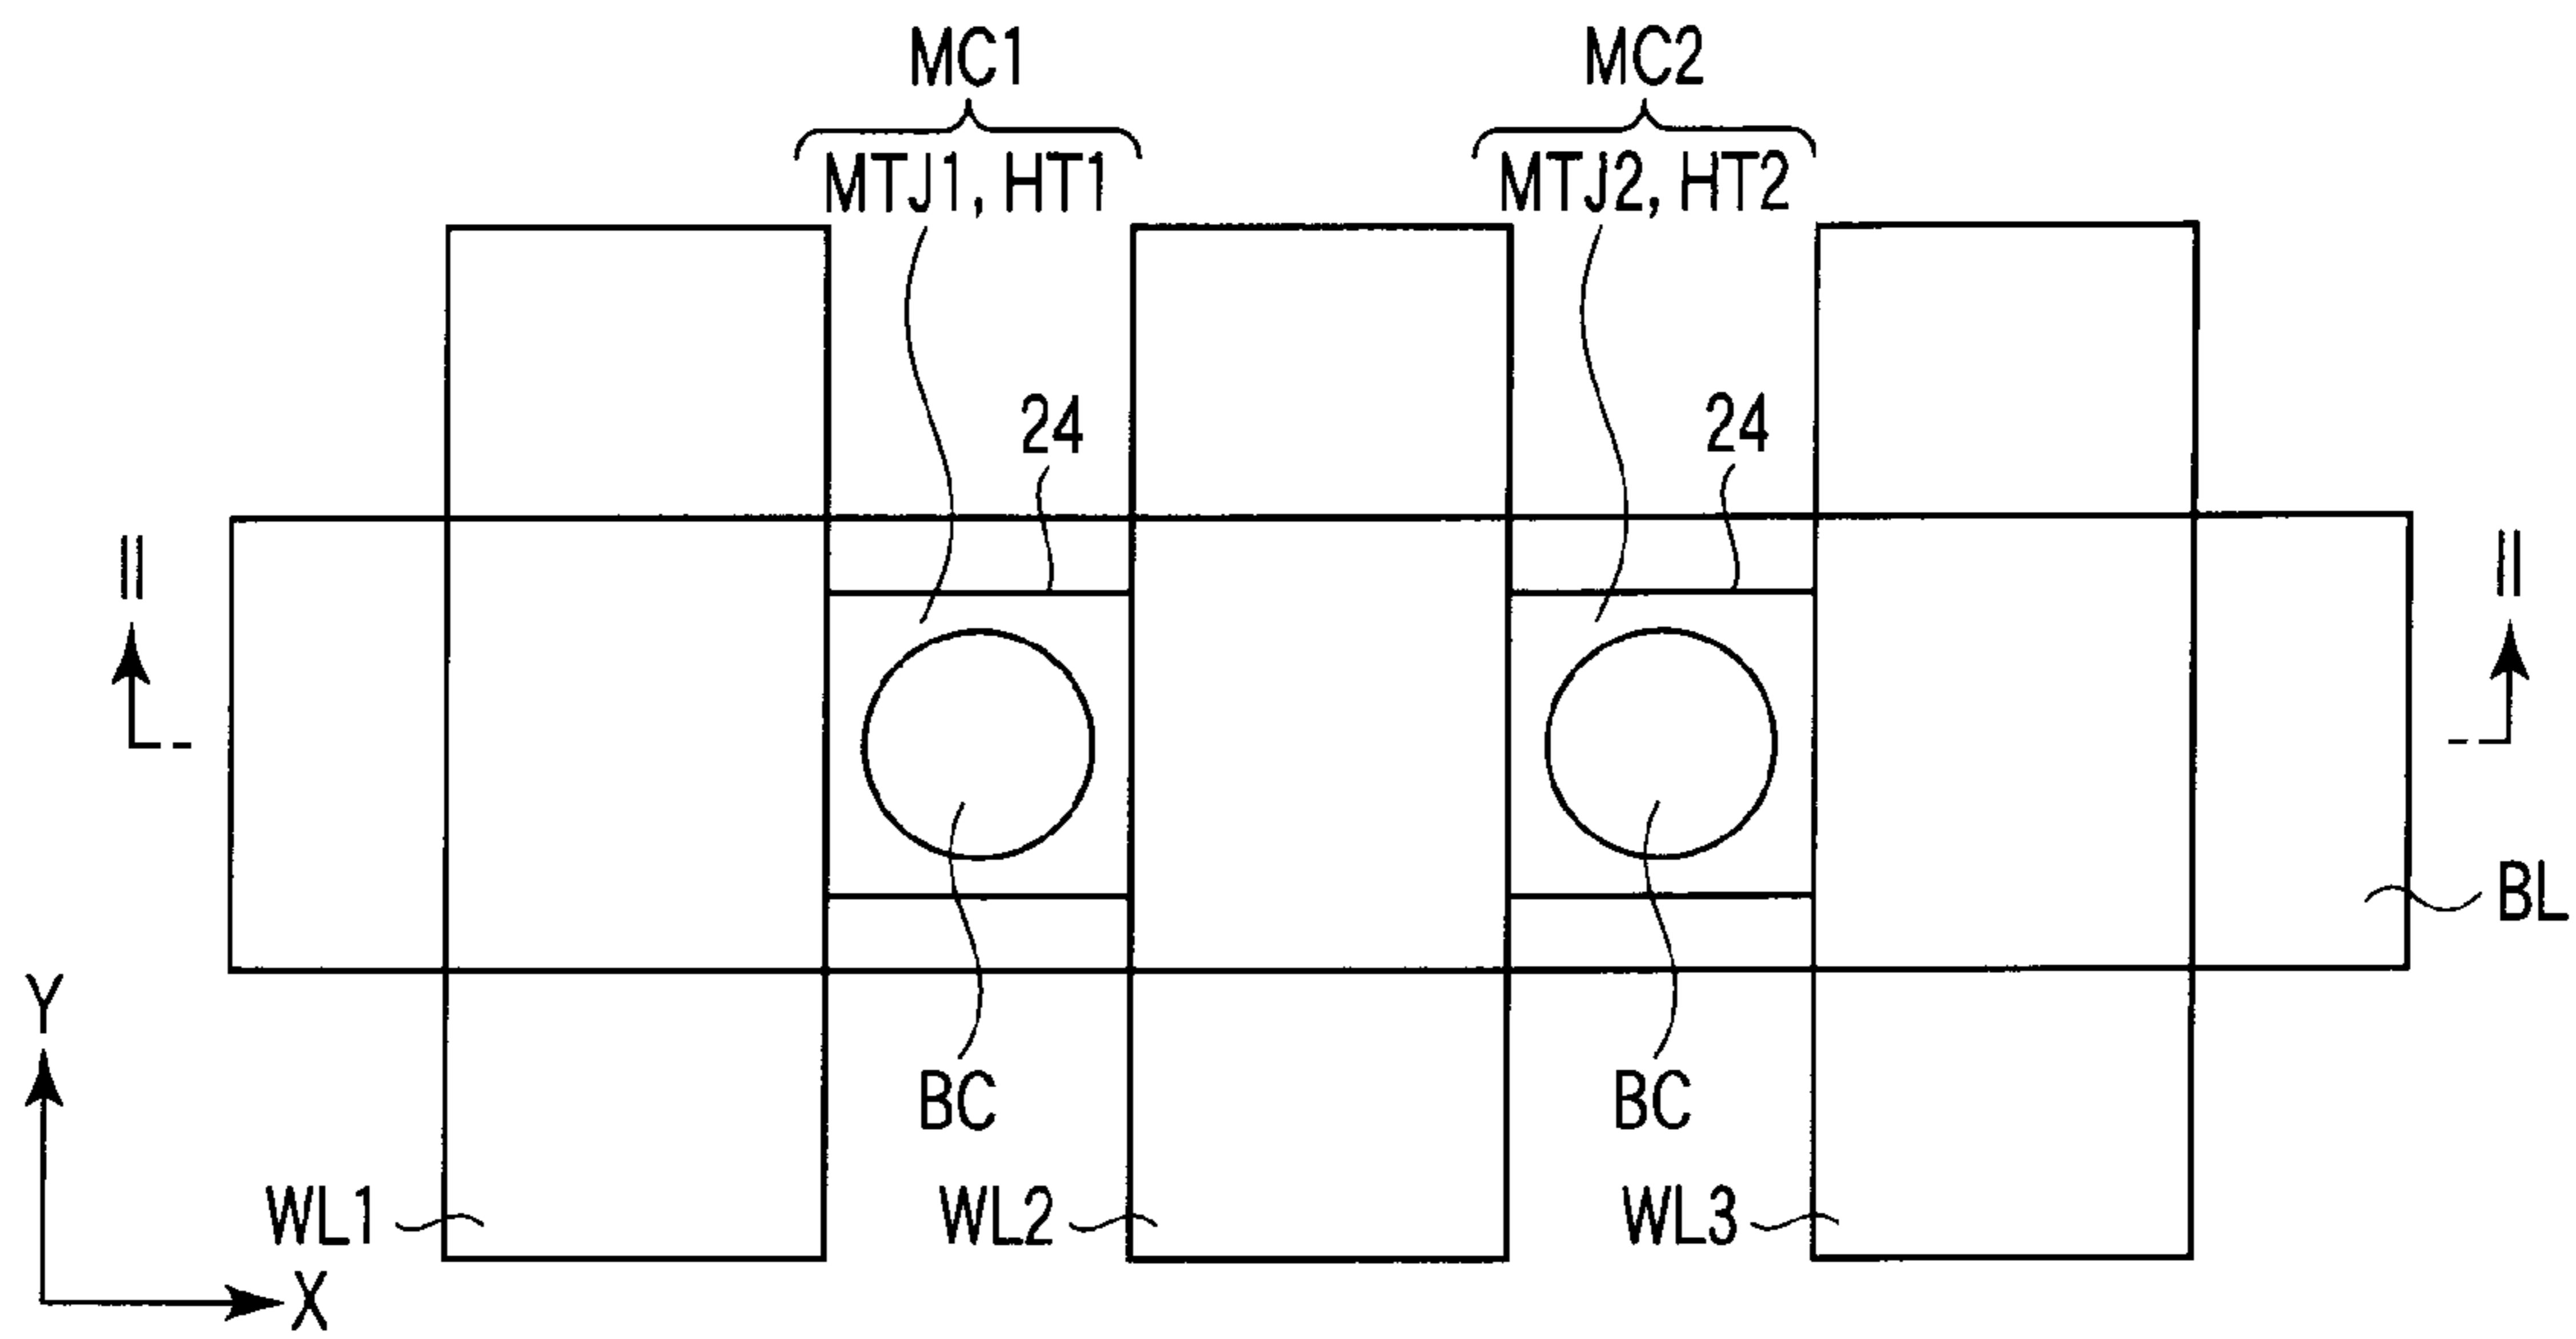 MC1
MC2
MTJ1, HT1
MTJ2, HT2
24
24
II
II
BL
Y
BC
BC
WL1
WL2
WL3
X